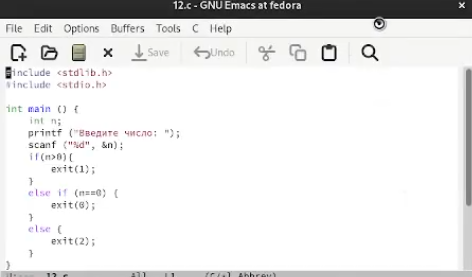 12.c - GNU Emacs at fedora
File Edit Options Buffers Tools C Help
Save Undo
#include <stdlib.h>
#include <stdio.h>
int main () {
int n;
printf ("Введите число: ");
scanf ("%d", &n);
if(n>0){
exit(1);
}
else if (n==0) {
exit(0);
}
else {
exit(2);
}
}
12.c All L1 (C/*l Abbrev)